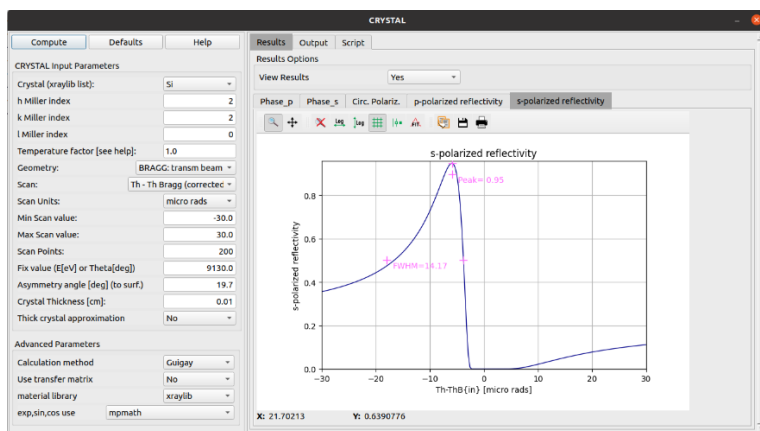 CRYSTAL
Compute Defaults Help
CRYSTAL Input Parameters
Crystal (xraylib list): Si
h Miller index 2
k Miller index 2
l Miller index 0
Temperature factor [see help]: 1.0
Geometry: BRAGG: transm beam
Scan: Th - Th Bragg (corrected
Scan Units: micro rads
Min Scan value: -30.0
Max Scan value: 30.0
Scan Points: 200
Fix value (E[eV] or Theta[deg]) 9130.0
Asymmetry angle [deg] (to surf.) 19.7
Crystal Thickness [cm]: 0.01
Thick crystal approximation No
Advanced Parameters
Calculation method Guigay
Use transfer matrix No
material library xraylib
exp,sin,cos use mpmath
Results Output Script
Results Options
View Results Yes
Phase_p Phase_s Circ. Polariz. p-polarized reflectivity s-polarized reflectivity
s-polarized reflectivity
Peak= 0.95
FWHM=14.17
s-polarized reflectivity
0.8
0.6
0.4
0.2
0.0
−30 −20 −10 0 10 20 30
Th-ThB{in} [micro rads]
X: 21.70213 Y: 0.6390776